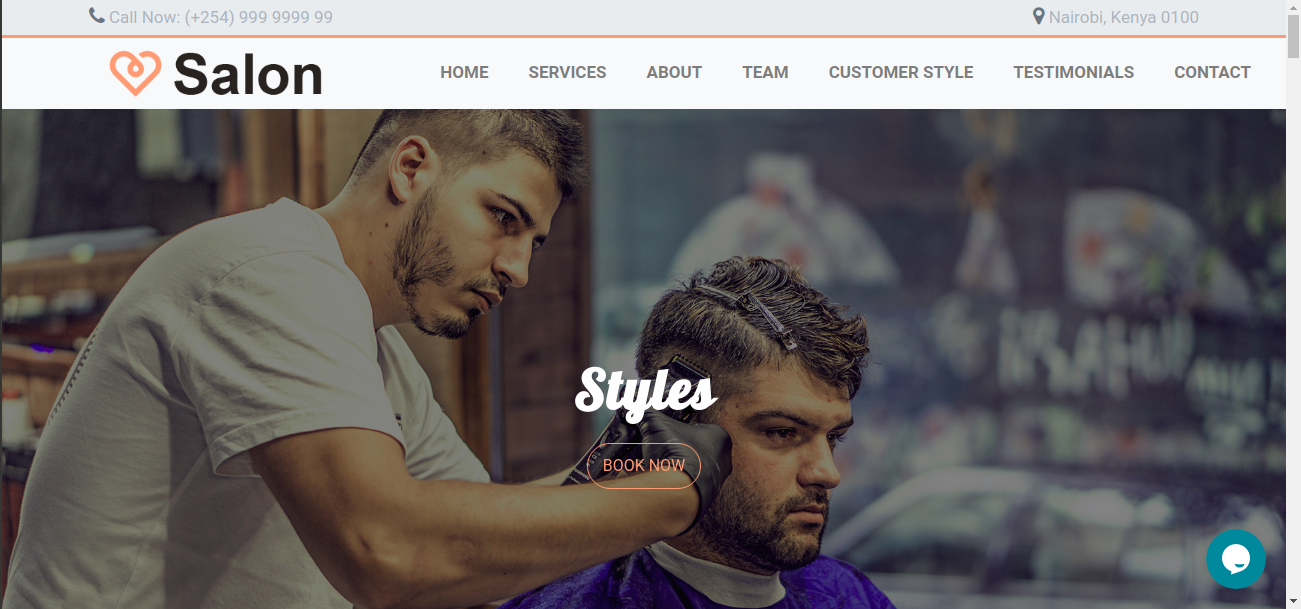 Call Now: (+254) 999 9999 99
Nairobi, Kenya 0100
Salon
HOME SERVICES ABOUT TEAM CUSTOMER STYLE TESTIMONIALS CONTACT
Styles
BOOK NOW